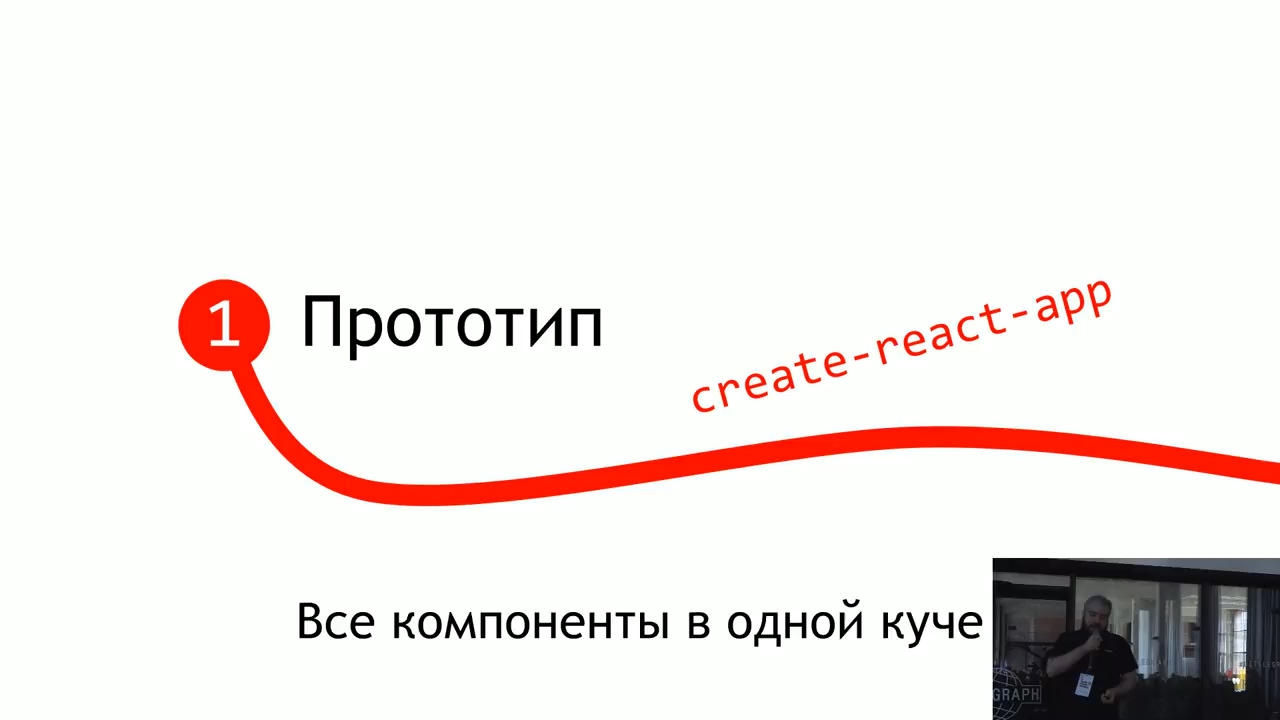 1 Прототип
create-react-app
Все компоненты в одной куче
GRAPH